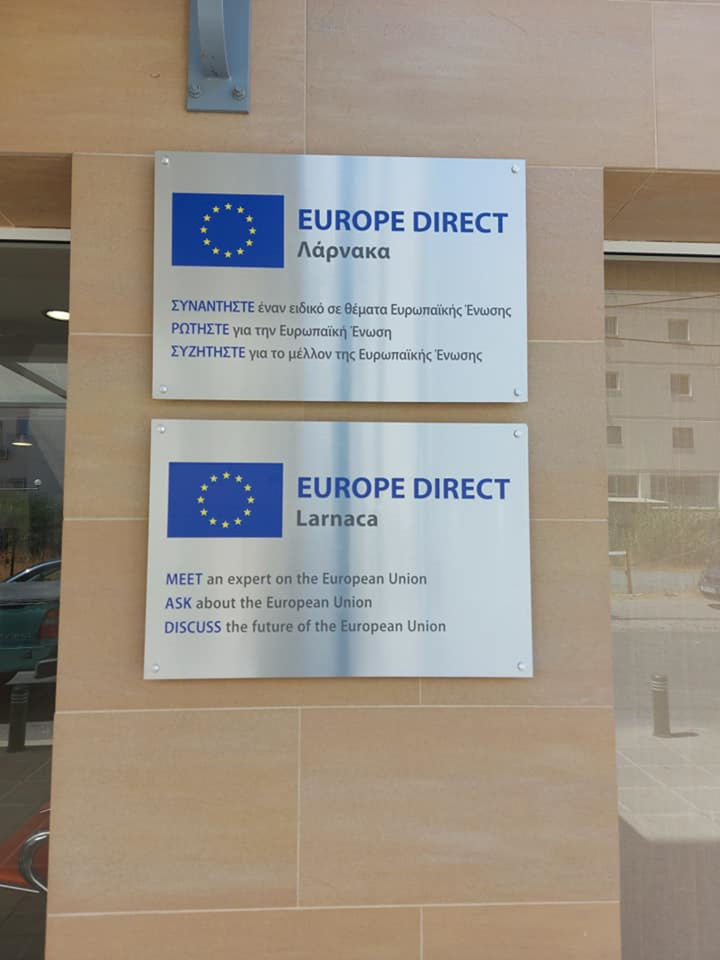 EUROPE DIRECT
Λάρνακα
ΣΥΝΑΝΤΗΣΤΕ έναν ειδικό σε θέματα Ευρωπαϊκής Ένωσης
ΡΩΤΗΣΤΕ για την Ευρωπαϊκή Ένωση
ΣΥΖΗΤΗΣΤΕ για το μέλλον της Ευρωπαϊκής Ένωσης
EUROPE DIRECT
Larnaca
MEET an expert on the European Union
ASK about the European Union
DISCUSS the future of the European Union